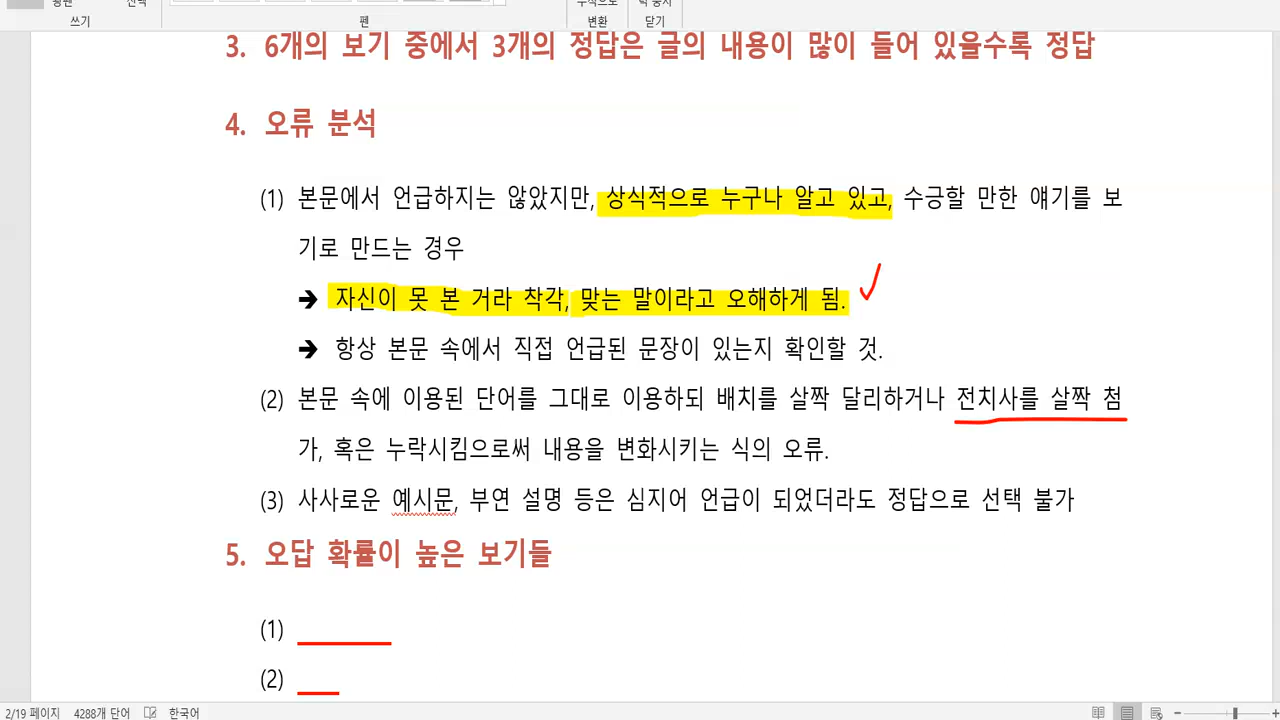 쓰기
펜
변환
닫기
3. 6개의 보기 중에서 3개의 정답은 글의 내용이 많이 들어 있을수록 정답
4. 오류 분석
(1) 본문에서 언급하지는 않았지만, 상식적으로 누구나 알고 있고, 수긍할 만한 얘기를 보
기로 만드는 경우
➔ 자신이 못 본 거라 착각, 맞는 말이라고 오해하게 됨.
➔ 항상 본문 속에서 직접 언급된 문장이 있는지 확인할 것.
(2) 본문 속에 이용된 단어를 그대로 이용하되 배치를 살짝 달리하거나 전치사를 살짝 첨
가, 혹은 누락시킴으로써 내용을 변화시키는 식의 오류.
(3) 사사로운 예시문, 부연 설명 등은 심지어 언급이 되었더라도 정답으로 선택 불가
5. 오답 확률이 높은 보기들
(1)
(2)
2/19 페이지 4288개 단어 한국어